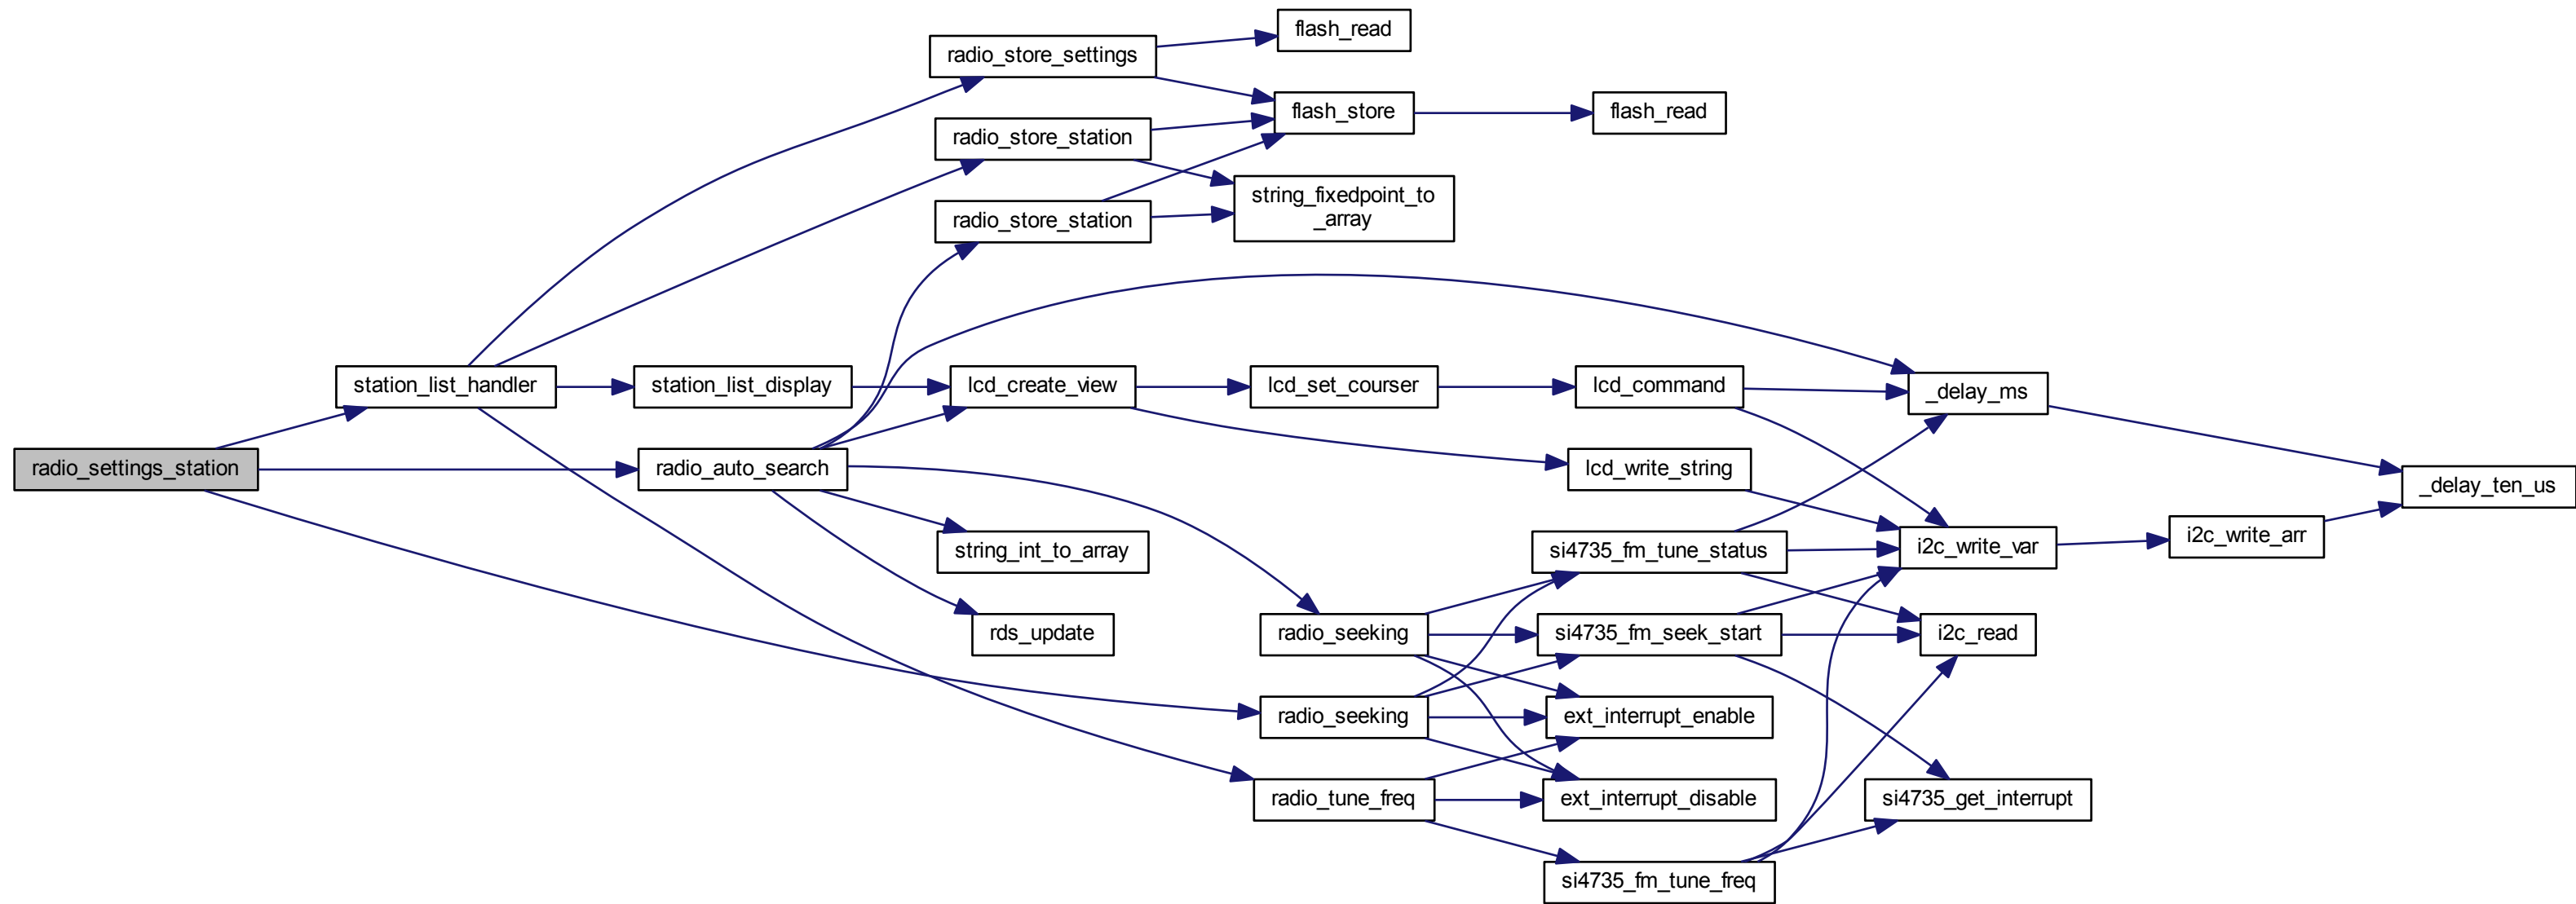 radio_settings_station
station_list_handler
radio_auto_search
station_list_display
radio_store_settings
radio_store_station
radio_store_station
lcd_create_view
string_int_to_array
rds_update
flash_read
flash_store
string_fixedpoint_to
_array
lcd_set_courser
radio_seeking
radio_seeking
radio_tune_freq
flash_read
lcd_command
lcd_write_string
si4735_fm_tune_status
si4735_fm_seek_start
ext_interrupt_enable
ext_interrupt_disable
si4735_fm_tune_freq
_delay_ms
i2c_write_var
i2c_read
si4735_get_interrupt
i2c_write_arr
_delay_ten_us